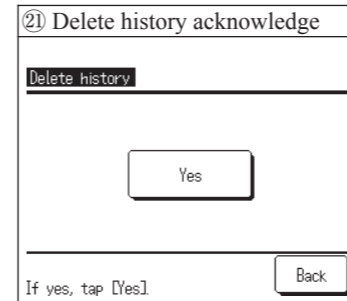 ㉑ Delete history acknowledge
Delete history
Yes
If yes, tap [Yes].
Back